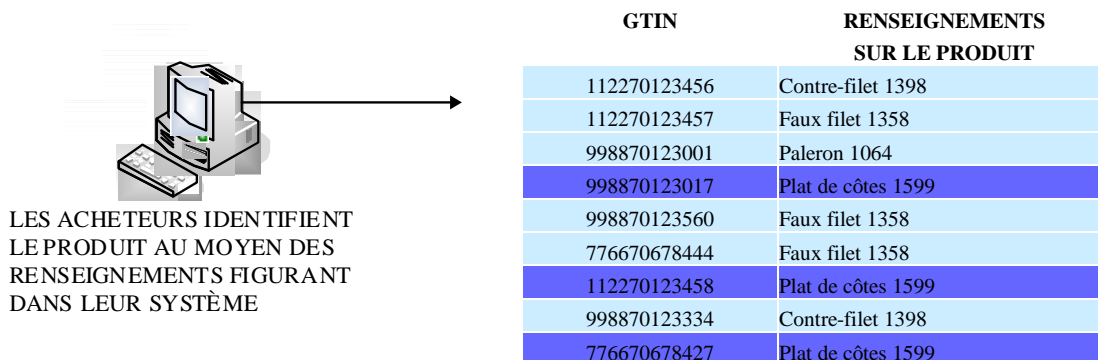 GTIN RENSEIGNEMENTS
SUR LE PRODUIT
112270123456 Contre-filet 1398
112270123457 Faux filet 1358
998870123001 Paleron 1064
998870123017 Plat de côtes 1599
998870123560 Faux filet 1358
776670678444 Faux filet 1358
112270123458 Plat de côtes 1599
998870123334 Contre-filet 1398
776670678427 Plat de côtes 1599
LES ACHETEURS IDENTIFIENT
LE PRODUIT AU MOYEN DES
RENSEIGNEMENTS FIGURANT
DANS LEUR SYSTÈME